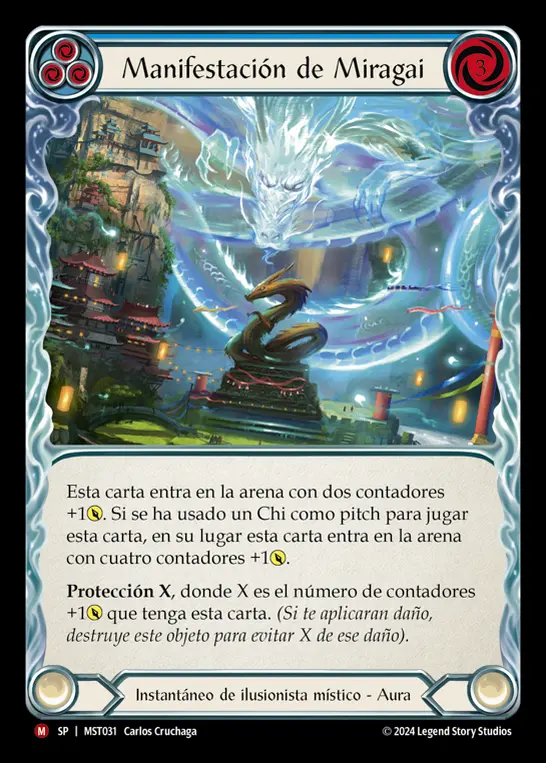 Manifestación de Miragai
3
Esta carta entra en la arena con dos contadores
+1. Si se ha usado un Chi como pitch para jugar
esta carta, en su lugar esta carta entra en la arena
con cuatro contadores +1.
Protección X, donde X es el número de contadores
+1 que tenga esta carta. (Si te aplicaran daño,
destruye este objeto para evitar X de ese daño).
Instantáneo de ilusionista místico - Aura
M SP | MST031 Carlos Cruchaga
© 2024 Legend Story Studios